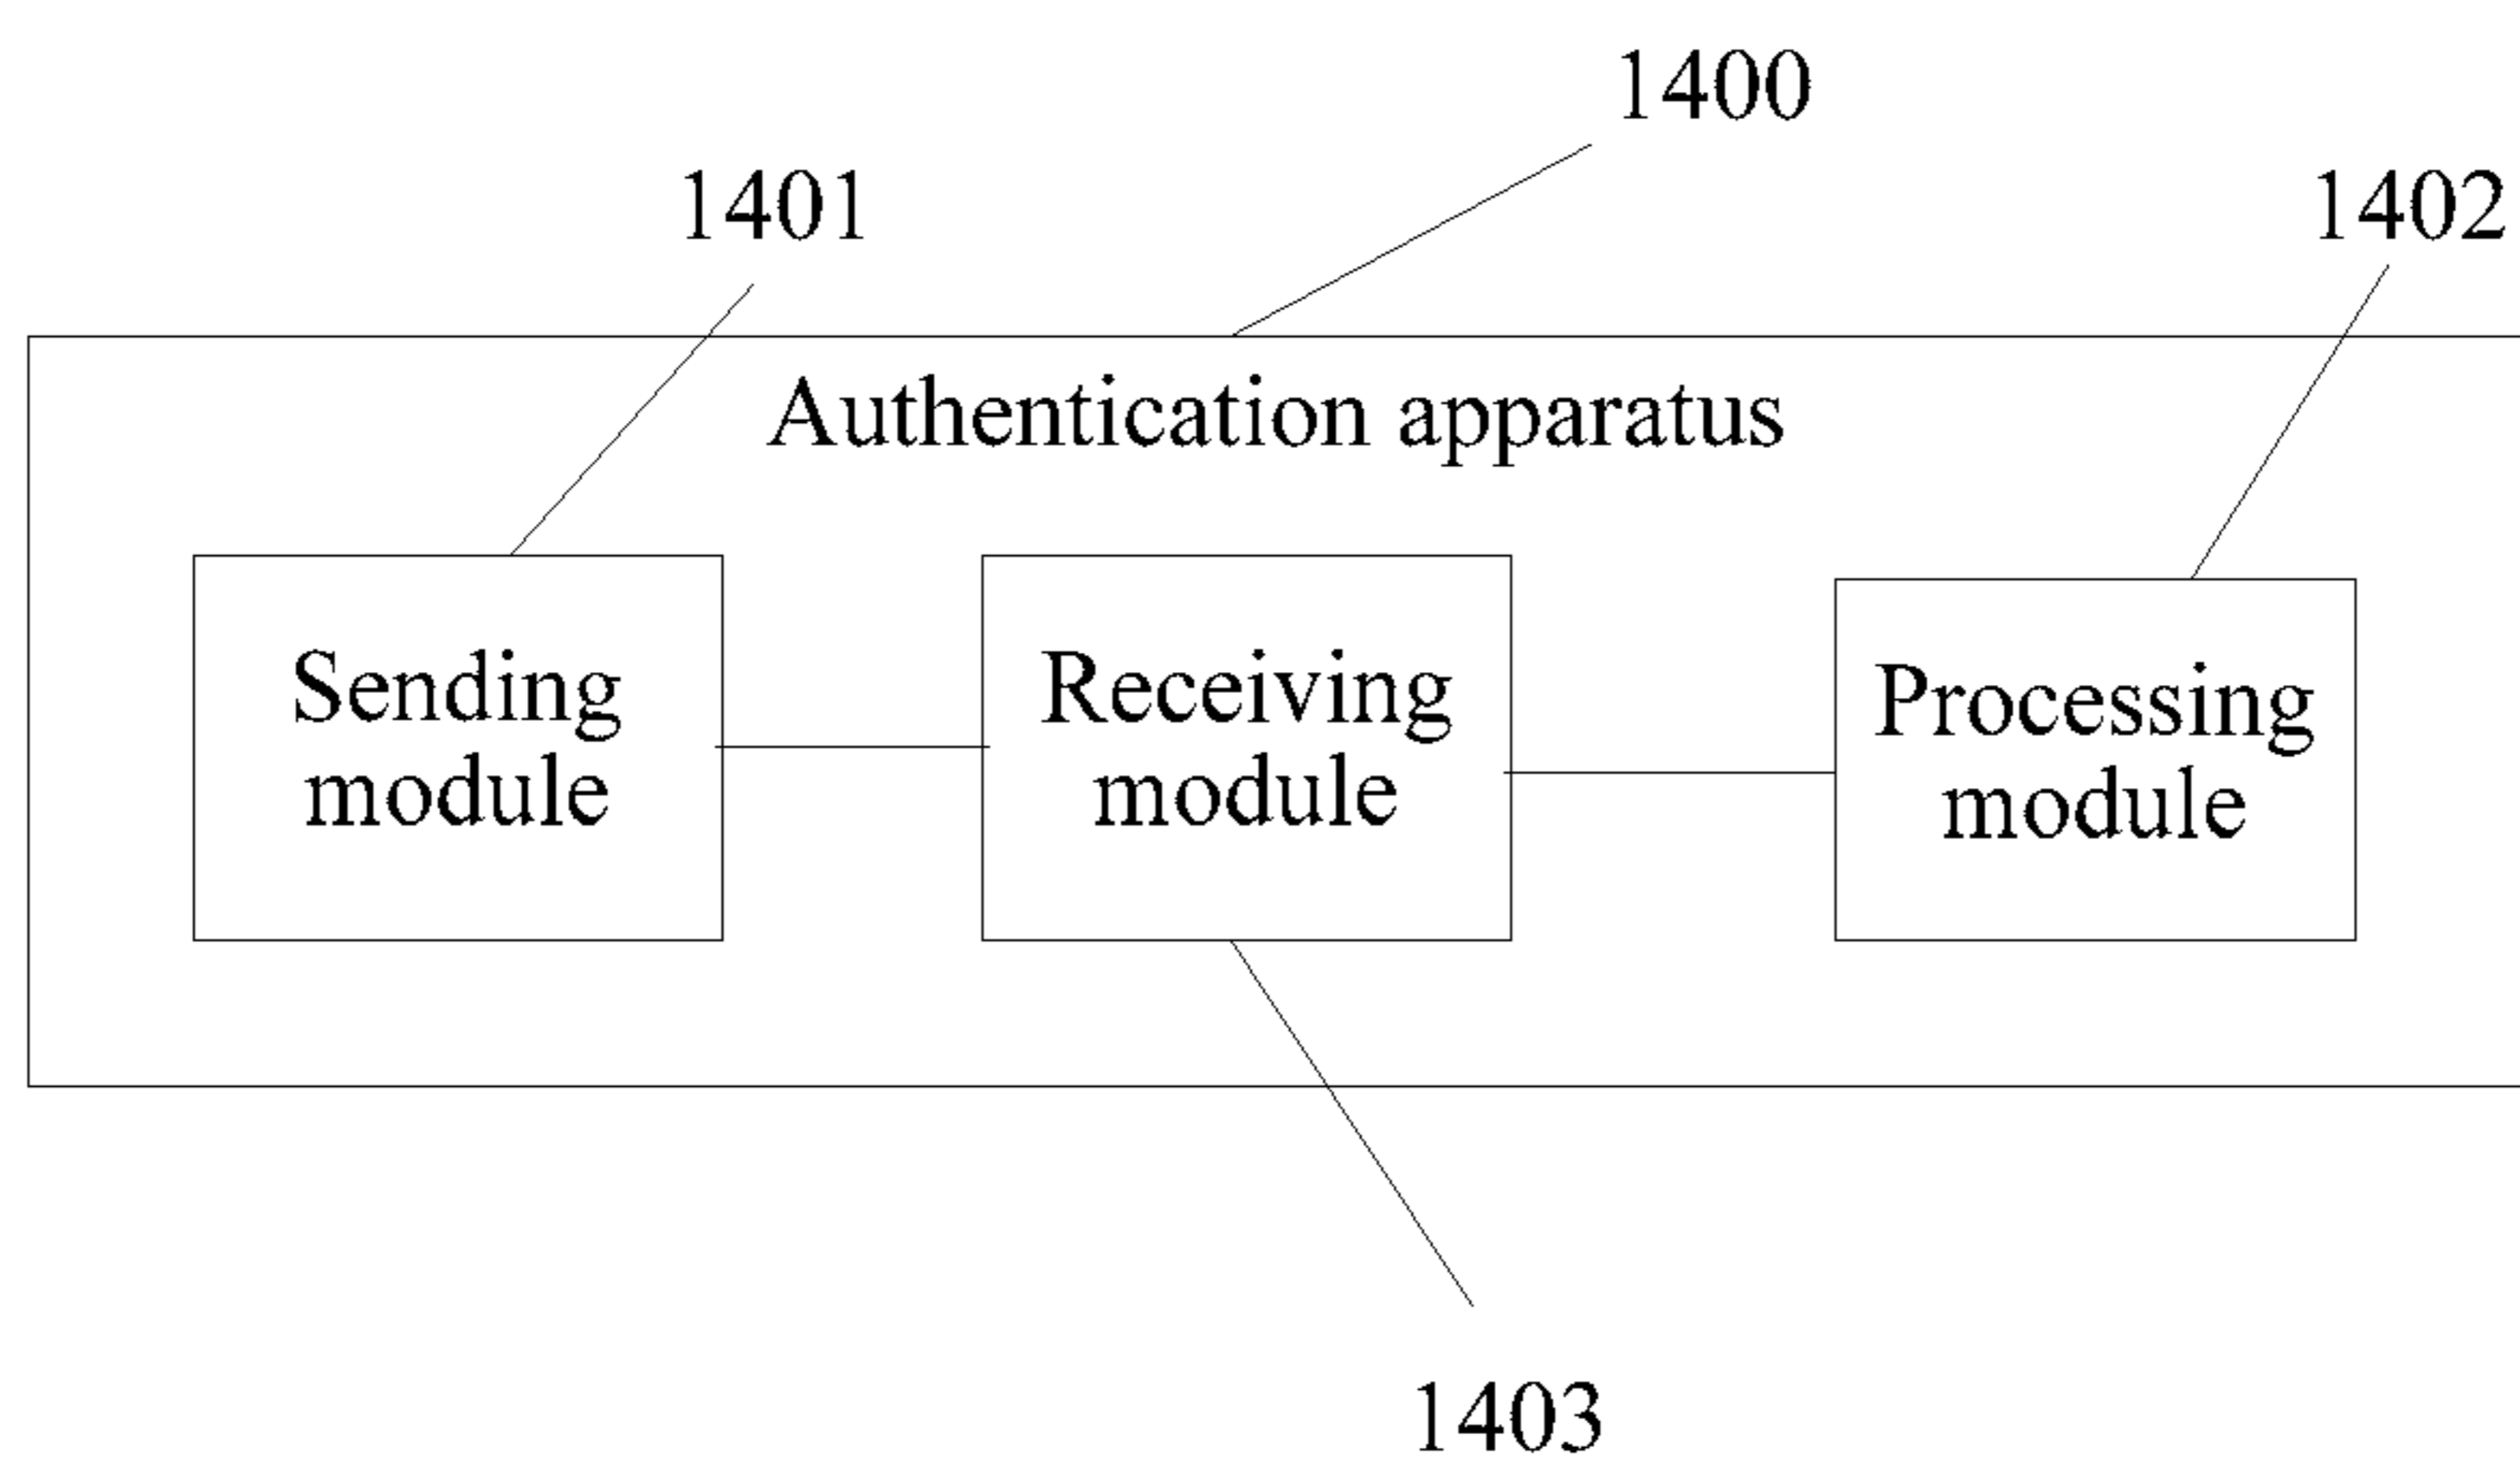 1400
1401
1402
Authentication apparatus
Sending
module
Receiving
module
Processing
module
1403